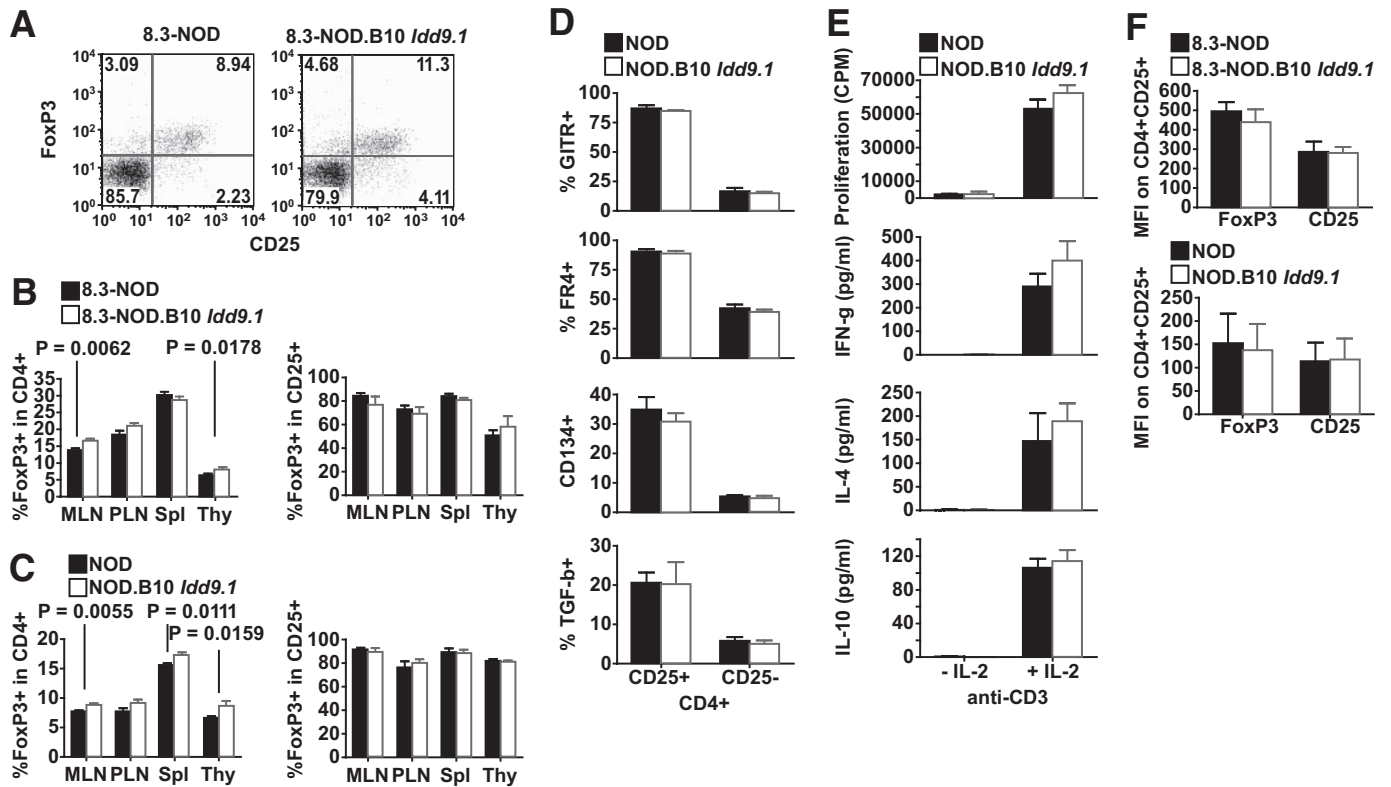 A
8.3-NOD
8.3-NOD.B10 Idd9.1
FoxP3
10⁴
10³
10²
10¹
10⁰
3.09
8.94
85.7
2.23
10⁰ 10¹ 10² 10³ 10⁴
10⁴
10³
10²
10¹
10⁰
4.68
11.3
79.9
4.11
10⁰ 10¹ 10² 10³ 10⁴
CD25
B
8.3-NOD
8.3-NOD.B10 Idd9.1
P = 0.0062
P = 0.0178
%FoxP3+ in CD4+
35
30
25
20
15
10
5
0
MLN PLN Spl Thy
%FoxP3+ in CD25+
100
80
60
40
20
0
MLN PLN Spl Thy
C
NOD
NOD.B10 Idd9.1
P = 0.0055
P = 0.0111
P = 0.0159
%FoxP3+ in CD4+
20
15
10
5
0
MLN PLN Spl Thy
%FoxP3+ in CD25+
100
80
60
40
20
0
MLN PLN Spl Thy
D
NOD
NOD.B10 Idd9.1
% GITR+
100
75
50
25
0
% FR4+
100
75
50
25
0
CD134+
40
30
20
10
0
% TGF-b+
30
20
10
0
CD25+ CD25-
CD4+
E
NOD
NOD.B10 Idd9.1
Proliferation (CPM)
70000
60000
50000
40000
30000
20000
10000
0
IFN-g (pg/ml)
500
400
300
200
100
0
IL-4 (pg/ml)
250
200
150
100
50
0
IL-10 (pg/ml)
120
80
40
0
- IL-2 + IL-2
anti-CD3
F
8.3-NOD
8.3-NOD.B10 Idd9.1
MFI on CD4+CD25+
600
500
400
300
200
100
0
FoxP3 CD25
NOD
NOD.B10 Idd9.1
MFI on CD4+CD25+
250
200
150
100
50
0
FoxP3 CD25